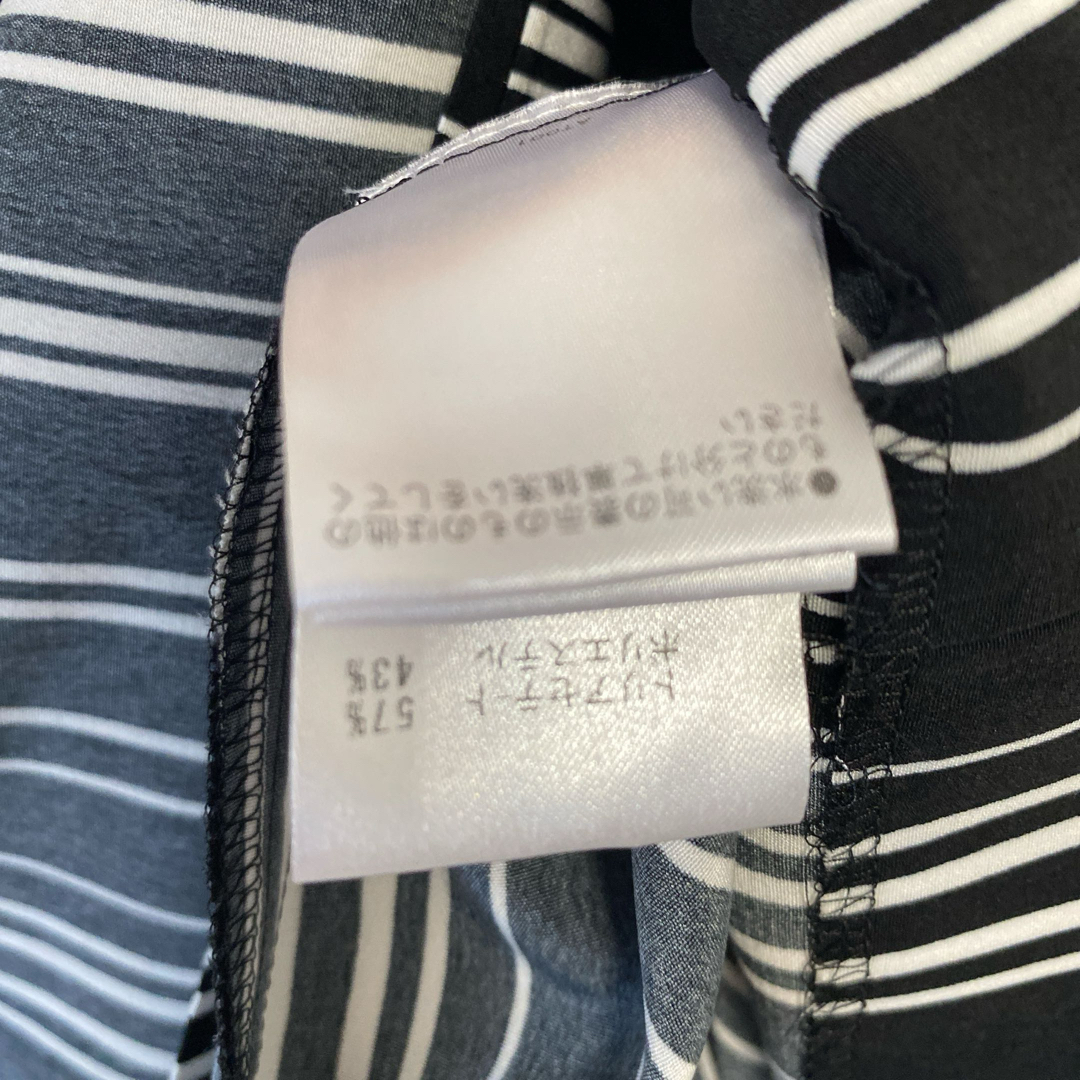 トリアセテート 57%
ポリエステル 43%
●水洗い可の表示のものは他の
ものと分けて単独洗いをしてく
ださい